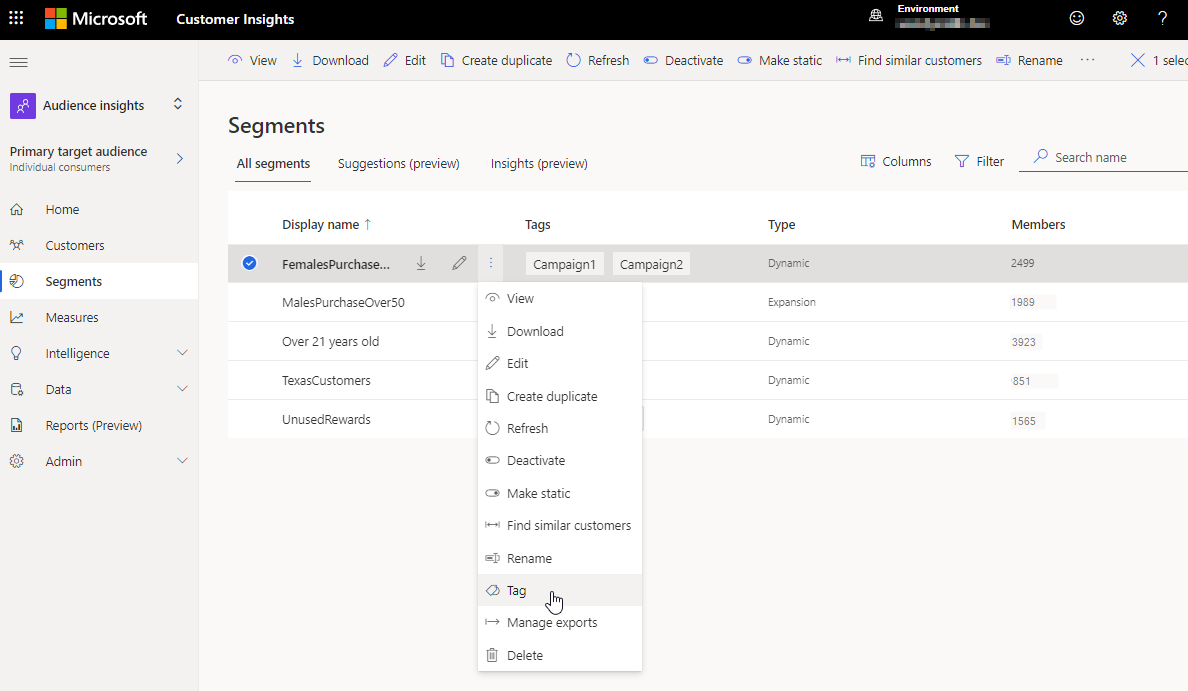 Microsoft Customer Insights
Environment
View Download Edit Create duplicate Refresh Deactivate Make static Find similar customers Rename ··· 1 selec
Audience insights
Primary target audience
Individual consumers
Home
Customers
Segments
Measures
Intelligence
Data
Reports (Preview)
Admin
Segments
All segments Suggestions (preview) Insights (preview)
Columns Filter Search name
Display name ↑ Tags Type Members
FemalesPurchase... Campaign1 Campaign2 Dynamic 2499
MalesPurchaseOver50 Expansion 1989
Over 21 years old Dynamic 3923
TexasCustomers Dynamic 851
UnusedRewards Dynamic 1565
View
Download
Edit
Create duplicate
Refresh
Deactivate
Make static
Find similar customers
Rename
Tag
Manage exports
Delete